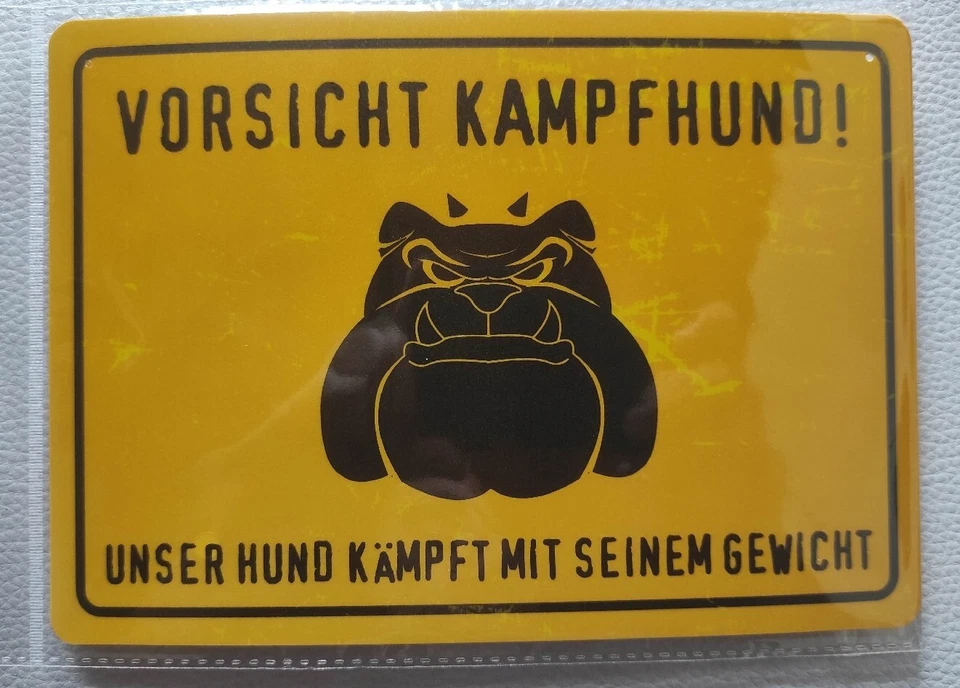 VORSICHT KAMPFHUND!
UNSER HUND KÄMPFT MIT SEINEM GEWICHT